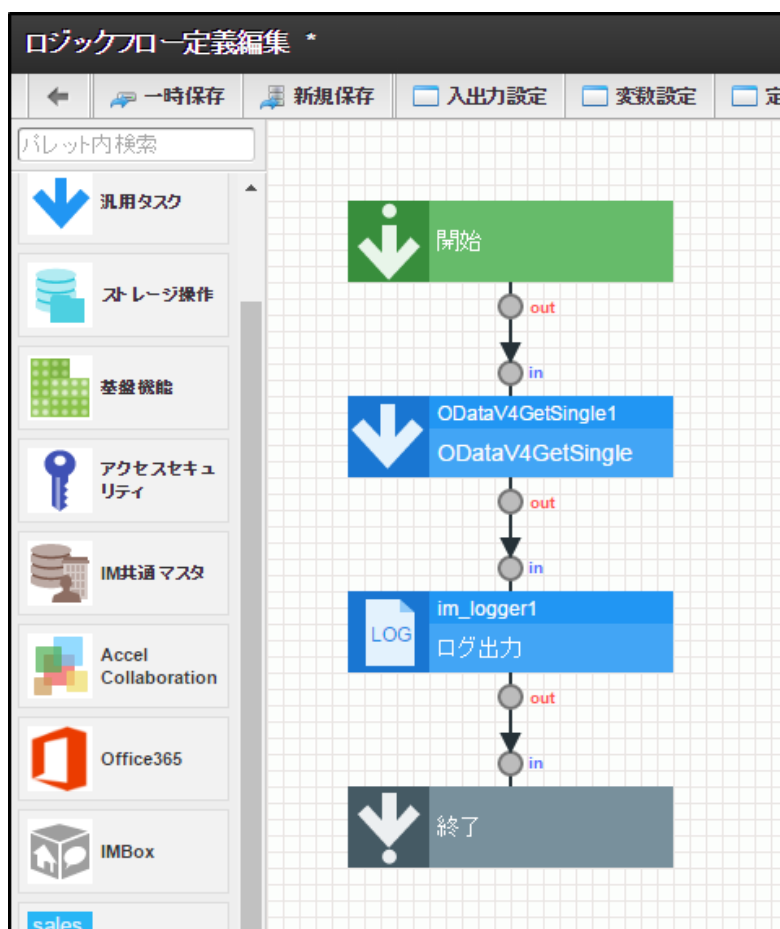 ロジックフロー定義編集 *
一時保存
新規保存
入出力設定
変数設定
定
パレット内検索
汎用タスク
ストレージ操作
基盤機能
アクセスセキュ
リティ
IM共通マスタ
Accel
Collaboration
Office365
IMBox
sales
開始
out
in
ODataV4GetSingle1
ODataV4GetSingle
out
in
LOG
im_logger1
ログ出力
out
in
終了